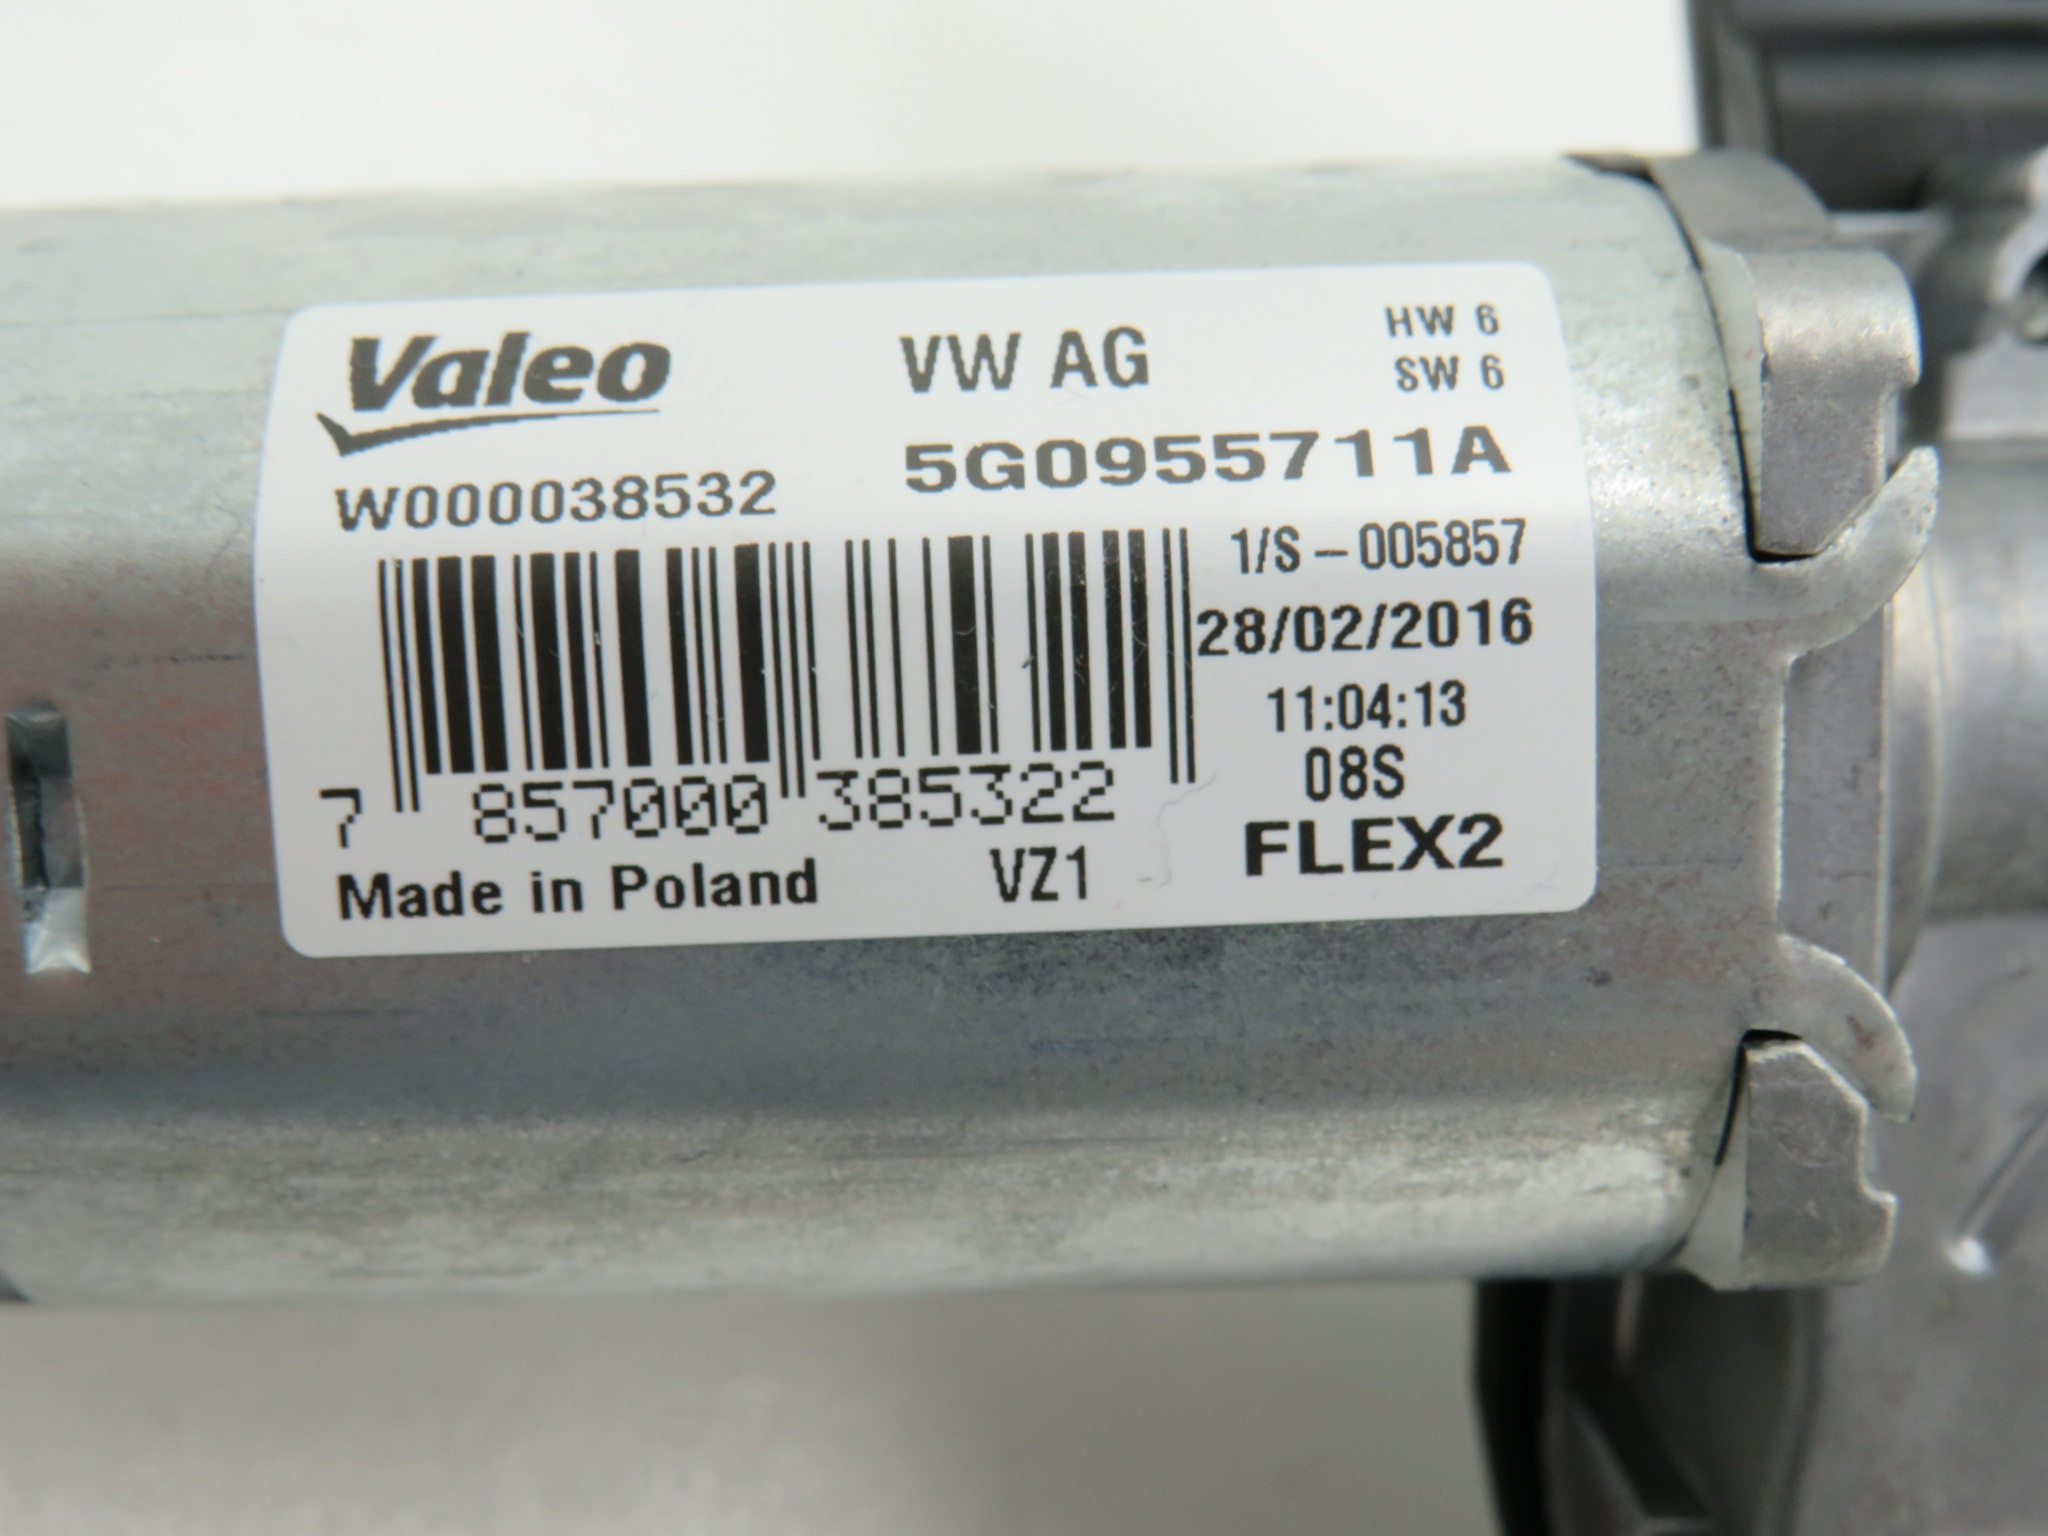 Valeo
VW AG
HW 6
SW 6
W000038532
5G0955711A
1/S-005857
28/02/2016
11:04:13
08S
7 857000 385322
Made in Poland
VZ1
FLEX2